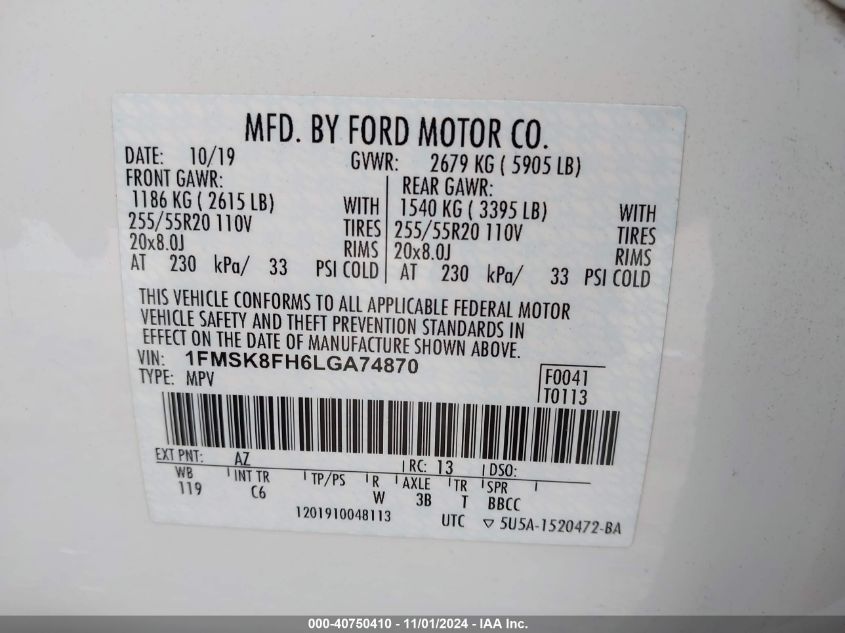 MFD. BY FORD MOTOR CO.
DATE: 10/19 GVWR: 2679 KG ( 5905 LB)
FRONT GAWR: REAR GAWR:
1186 KG ( 2615 LB) WITH 1540 KG ( 3395 LB) WITH
255/55R20 110V TIRES 255/55R20 110V TIRES
20x8.0J RIMS 20x8.0J RIMS
AT 230 kPa/ 33 PSI COLD AT 230 kPa/ 33 PSI COLD
THIS VEHICLE CONFORMS TO ALL APPLICABLE FEDERAL MOTOR
VEHICLE SAFETY AND THEFT PREVENTION STANDARDS IN
EFFECT ON THE DATE OF MANUFACTURE SHOWN ABOVE.
VIN: 1FMSK8FH6LGA74870
TYPE: MPV F0041
T0113
EXT PNT: AZ RC: 13 DSO:
WB INT TR TP/PS R AXLE TR SPR
119 C6 W 3B T BBCC
1201910048113 UTC ▽ 5U5A-1520472-BA
000-40750410 - 11/01/2024 - IAA Inc.